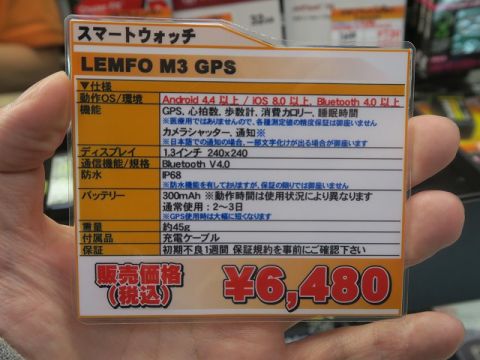 スマートウォッチ
LEMFO M3 GPS
▼仕様
動作OS/環境 Android 4.4 以上 / iOS 8.0 以上, Bluetooth 4.0 以上
機能 GPS, 心拍数, 歩数計, 消費カロリー, 睡眠時間
※医療用ではありませんので、各種測定値の精度保証は御座いません
カメラシャッター, 通知※
※日本語での通知の場合、一部文字化けが出る場合が御座います
ディスプレイ 1.3インチ 240x240
通信機能/規格 Bluetooth V4.0
防水 IP68
※防水機能を有しておりますが、保証の限りでは御座いません
バッテリー 300mAh ※動作時間は使用状況により異なります
通常使用：2～3日
※GPS使用時は大幅に短くなります
重量 約45g
付属品 充電ケーブル
保証 初期不良1週間 保証規約を事前にご確認下さい
販売価格
(税込) ¥6,480